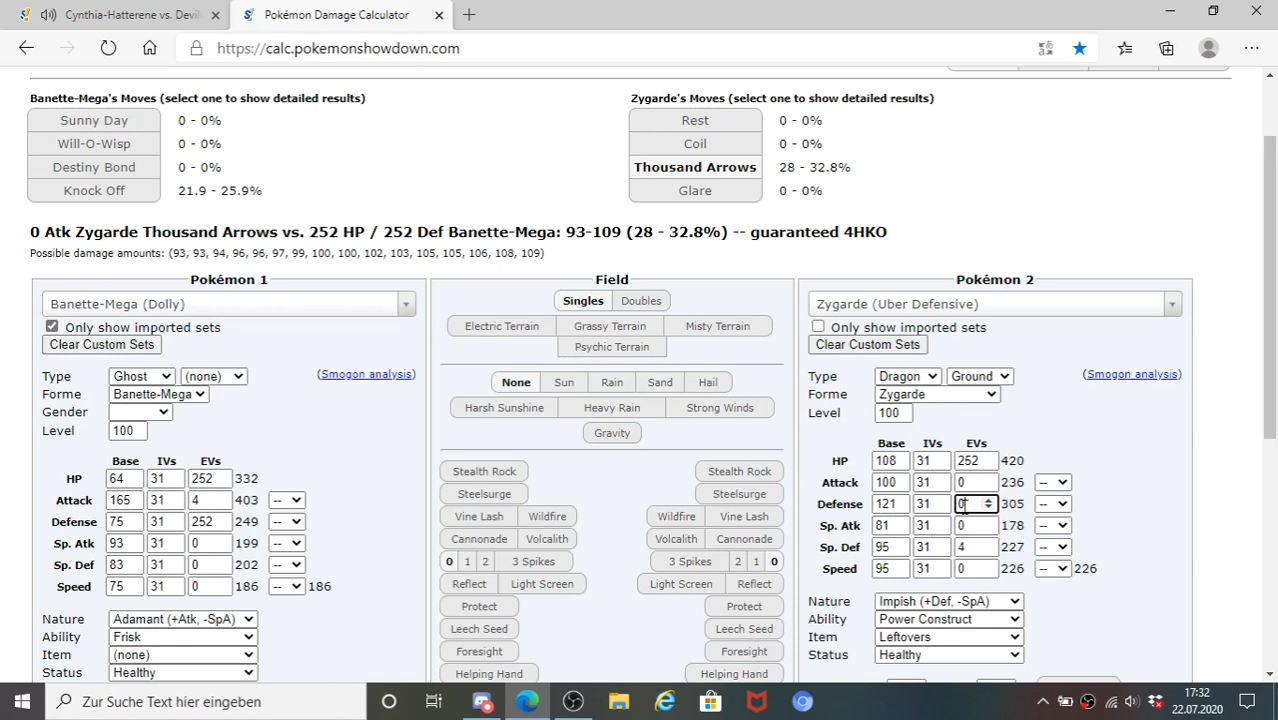 Cynthia-Hatterene vs. Devil
Pokémon Damage Calculator
https://calc.pokemonshowdown.com
Banette-Mega's Moves (select one to show detailed results)
Sunny Day 0 - 0%
Will-O-Wisp 0 - 0%
Destiny Bond 0 - 0%
Knock Off 21.9 - 25.9%
Zygarde's Moves (select one to show detailed results)
Rest 0 - 0%
Coil 0 - 0%
Thousand Arrows 28 - 32.8%
Glare 0 - 0%
0 Atk Zygarde Thousand Arrows vs. 252 HP / 252 Def Banette-Mega: 93-109 (28 - 32.8%) -- guaranteed 4HKO
Possible damage amounts: (93, 93, 94, 96, 96, 97, 99, 100, 100, 102, 103, 105, 105, 106, 108, 109)
Pokémon 1
Banette-Mega (Dolly)
Only show imported sets
Clear Custom Sets
Type Ghost (none) (Smogon analysis)
Forme Banette-Mega
Gender
Level 100
Base IVs EVs
HP 64 31 252 332
Attack 165 31 4 403 --
Defense 75 31 252 249 --
Sp. Atk 93 31 0 199 --
Sp. Def 83 31 0 202 --
Speed 75 31 0 186 -- 186
Nature Adamant (+Atk, -SpA)
Ability Frisk
Item (none)
Status Healthy
Field
Singles Doubles
Electric Terrain Grassy Terrain Misty Terrain
Psychic Terrain
None Sun Rain Sand Hail
Harsh Sunshine Heavy Rain Strong Winds
Gravity
Stealth Rock Stealth Rock
Steelsurge Steelsurge
Vine Lash Wildfire Wildfire Vine Lash
Cannonade Volcalith Volcalith Cannonade
0 1 2 3 Spikes 3 Spikes 2 1 0
Reflect Light Screen Light Screen Reflect
Protect Protect
Leech Seed Leech Seed
Foresight Foresight
Helping Hand Helping Hand
Pokémon 2
Zygarde (Uber Defensive)
Only show imported sets
Clear Custom Sets
Type Dragon Ground (Smogon analysis)
Forme Zygarde
Level 100
Base IVs EVs
HP 108 31 252 420
Attack 100 31 0 236 --
Defense 121 31 0 305 --
Sp. Atk 81 31 0 178 --
Sp. Def 95 31 4 227 --
Speed 95 31 0 226 -- 226
Nature Impish (+Def, -SpA)
Ability Power Construct
Item Leftovers
Status Healthy
Zur Suche Text hier eingeben
17:32
22.07.2020